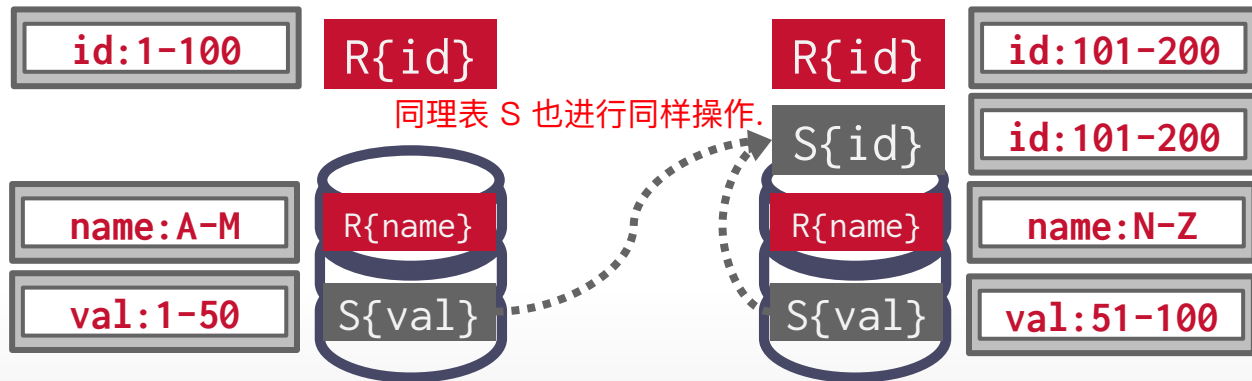 id:1-100
R{id}
R{id}
id:101-200
同理表 S 也进行同样操作.
S{id}
id:101-200
name:A-M
R{name}
R{name}
name:N-Z
val:1-50
S{val}
S{val}
val:51-100